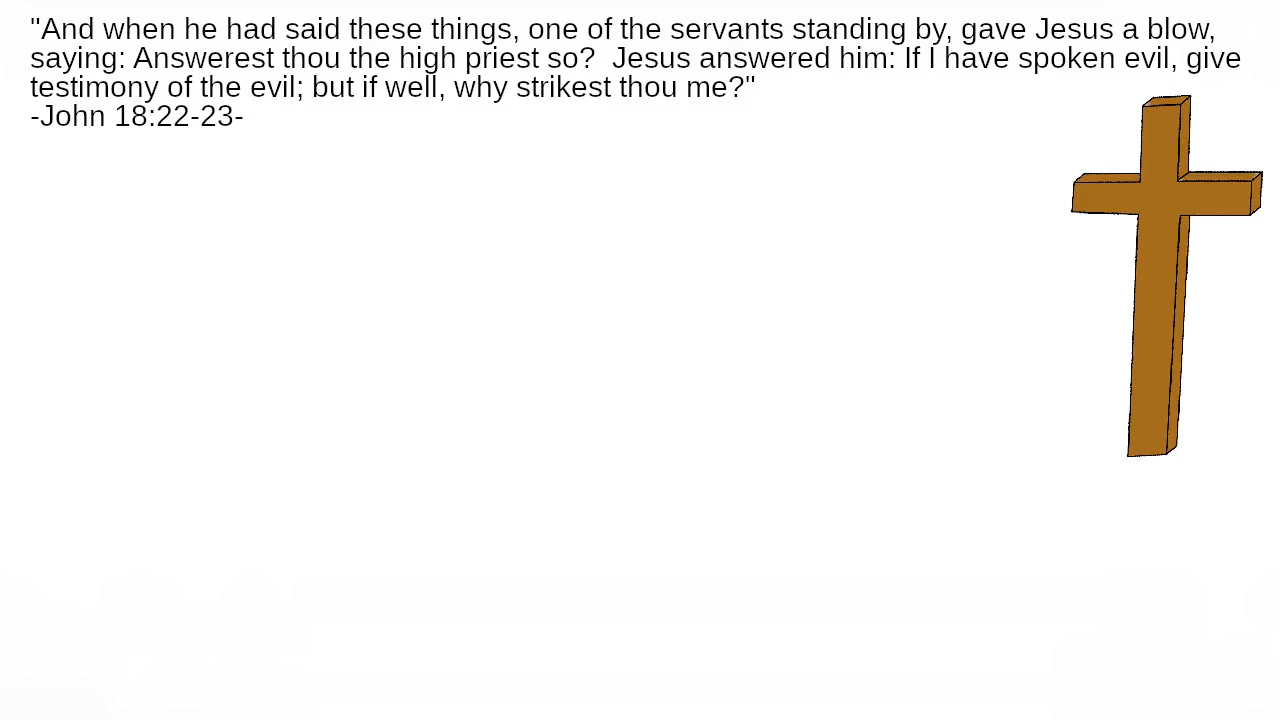 "And when he had said these things, one of the servants standing by, gave Jesus a blow,
saying: Answerest thou the high priest so?  Jesus answered him: If I have spoken evil, give
testimony of the evil; but if well, why strikest thou me?"
-John 18:22-23-